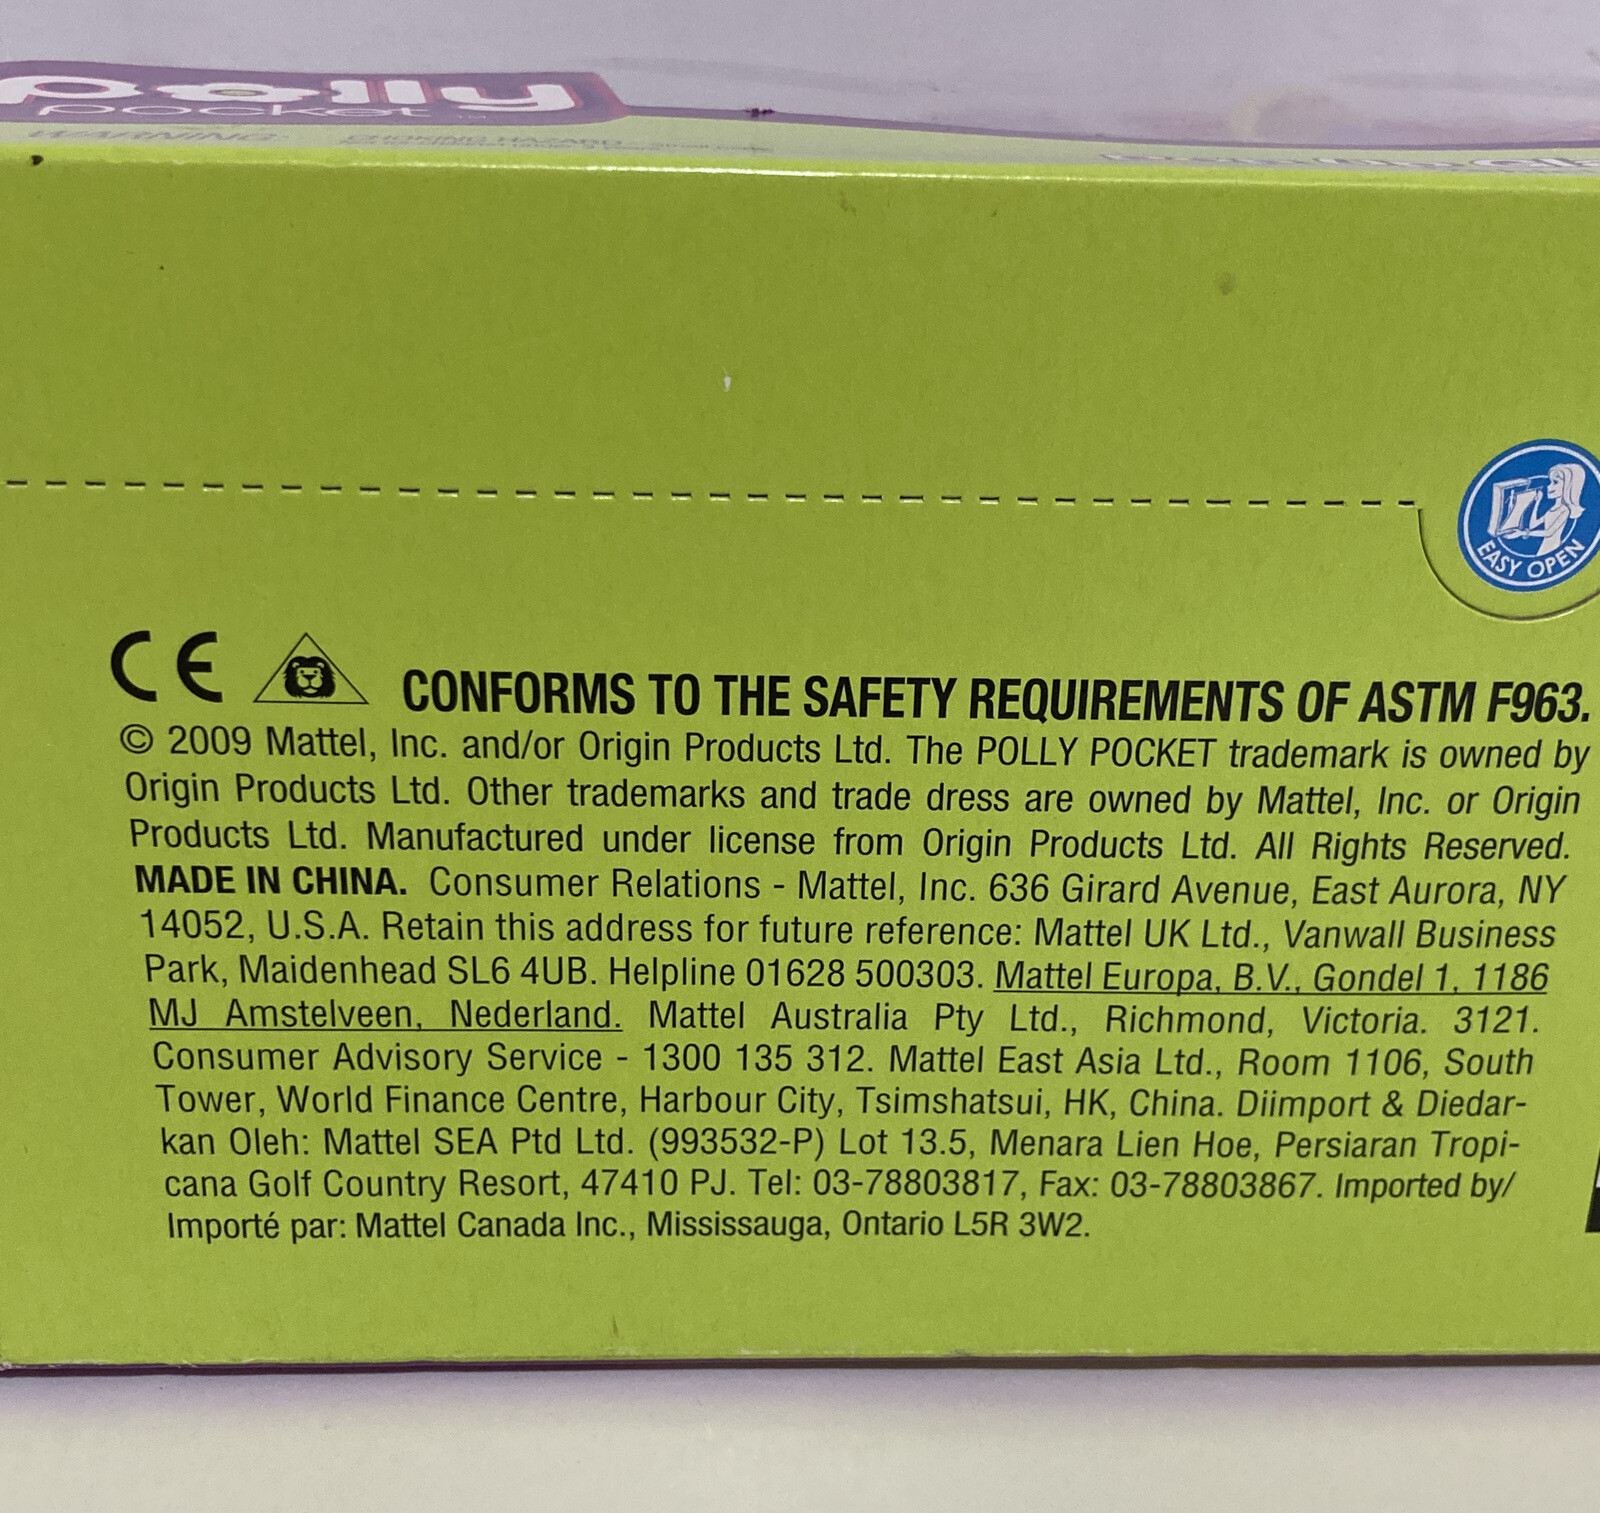 polly
pocket™
WARNING: CHOKING HAZARD - Small parts
EASY OPEN
CE CONFORMS TO THE SAFETY REQUIREMENTS OF ASTM F963.
© 2009 Mattel, Inc. and/or Origin Products Ltd. The POLLY POCKET trademark is owned by
Origin Products Ltd. Other trademarks and trade dress are owned by Mattel, Inc. or Origin
Products Ltd. Manufactured under license from Origin Products Ltd. All Rights Reserved.
MADE IN CHINA. Consumer Relations - Mattel, Inc. 636 Girard Avenue, East Aurora, NY
14052, U.S.A. Retain this address for future reference: Mattel UK Ltd., Vanwall Business
Park, Maidenhead SL6 4UB. Helpline 01628 500303. Mattel Europa, B.V., Gondel 1, 1186
MJ Amstelveen, Nederland. Mattel Australia Pty Ltd., Richmond, Victoria. 3121.
Consumer Advisory Service - 1300 135 312. Mattel East Asia Ltd., Room 1106, South
Tower, World Finance Centre, Harbour City, Tsimshatsui, HK, China. Diimport & Diedar-
kan Oleh: Mattel SEA Ptd Ltd. (993532-P) Lot 13.5, Menara Lien Hoe, Persiaran Tropi-
cana Golf Country Resort, 47410 PJ. Tel: 03-78803817, Fax: 03-78803867. Imported by/
Importé par: Mattel Canada Inc., Mississauga, Ontario L5R 3W2.